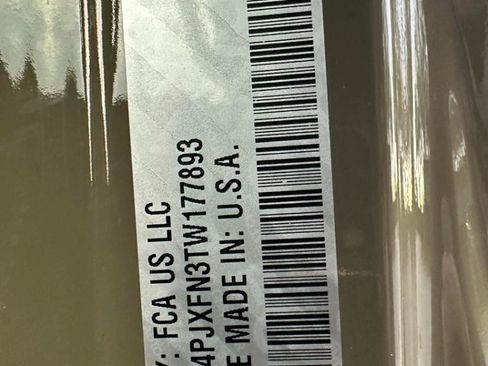 Y: FCA US LLC
4PJXFN3TW177893
E MADE IN: U.S.A.